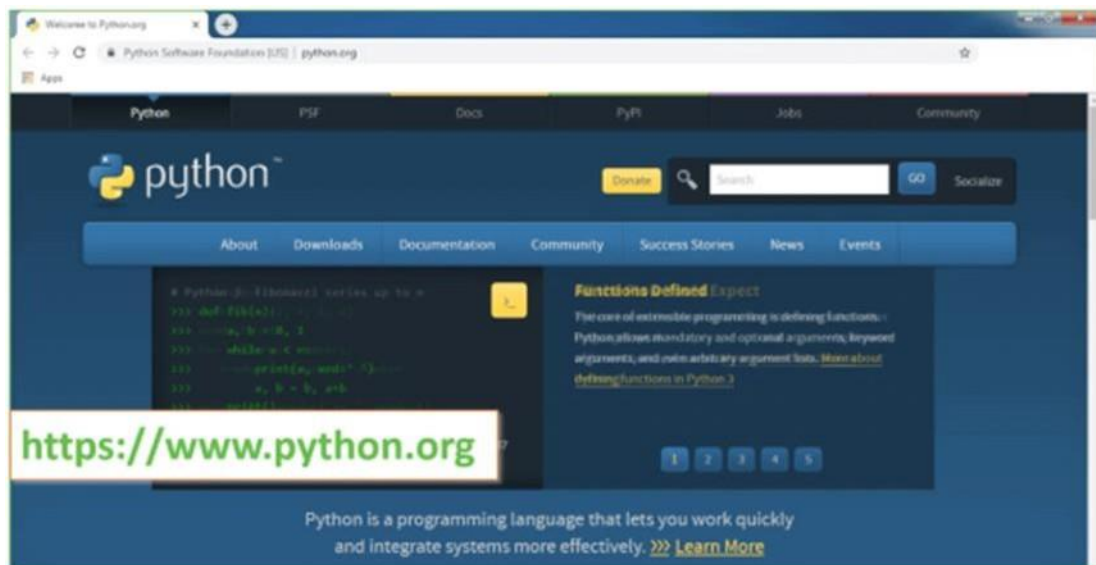 Welcome to Python.org
Python Software Foundation [US] | python.org
Apps
Python PSF Docs PyPI Jobs Community
python
Donate Search GO Socialize
About Downloads Documentation Community Success Stories News Events
# Python 3: Fibonacci series up to n
>>> def fib(n):
>>> a, b = 0, 1
>>> while a < n:
>>> print(a, end=' ')
>>> a, b = b, a+b
>>> print()
Functions Defined Expect
The core of extensible programming is defining functions.
Python allows mandatory and optional arguments, keyword
arguments, and even arbitrary argument lists. More about
defining functions in Python 3
https://www.python.org
1 2 3 4 5
Python is a programming language that lets you work quickly
and integrate systems more effectively. >>> Learn More